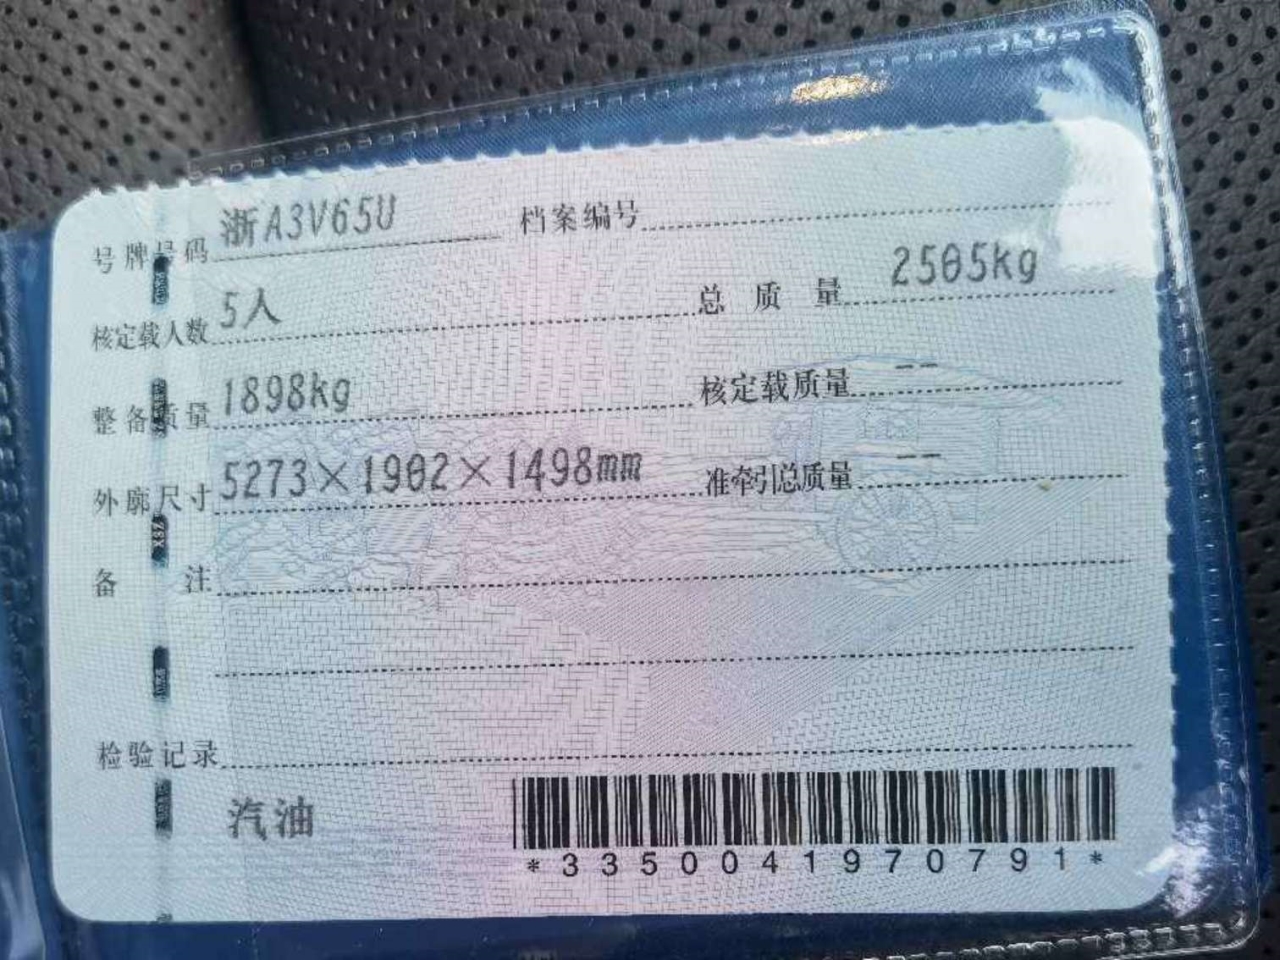 号牌号码 浙A3V65U 档案编号
核定载人数 5人 总质量 2505kg
整备质量 1898kg 核定载质量 --
外廓尺寸 5273×1902×1498mm 准牵引总质量 --
备注
检验记录
汽油
*3350041970791*